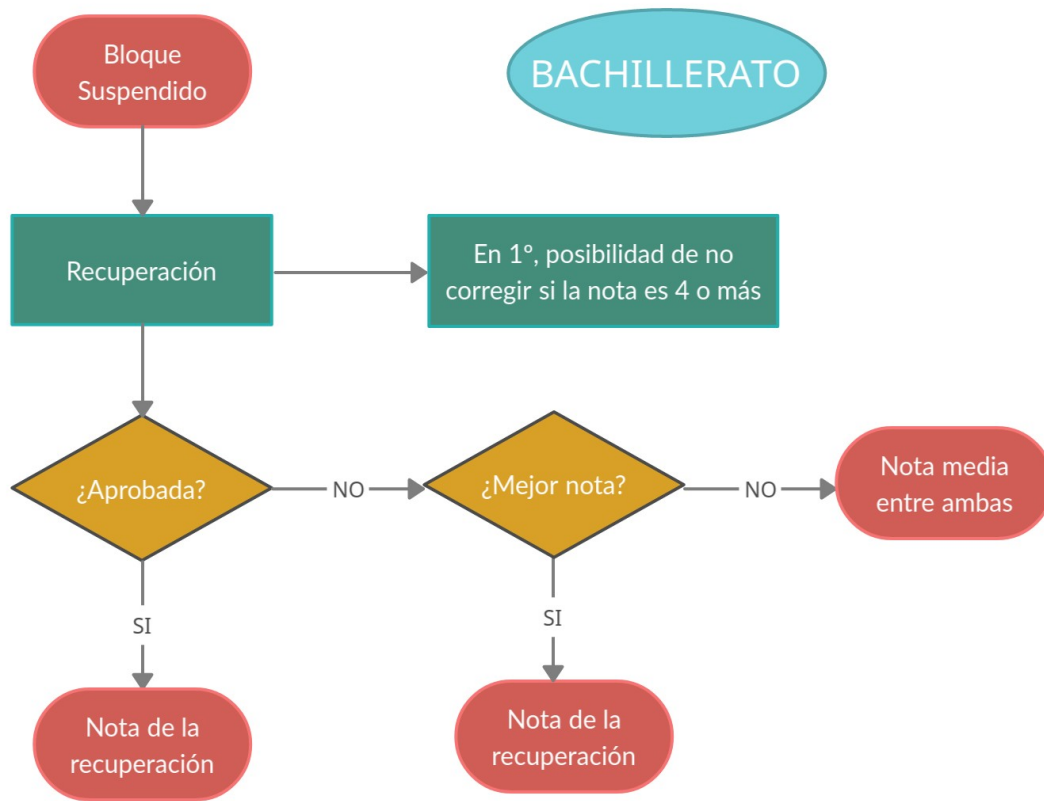 Bloque
Suspendido
BACHILLERATO
Recuperación
En 1º, posibilidad de no
corregir si la nota es 4 o más
¿Aprobada?
NO
¿Mejor nota?
NO
Nota media
entre ambas
SI
SI
Nota de la
recuperación
Nota de la
recuperación